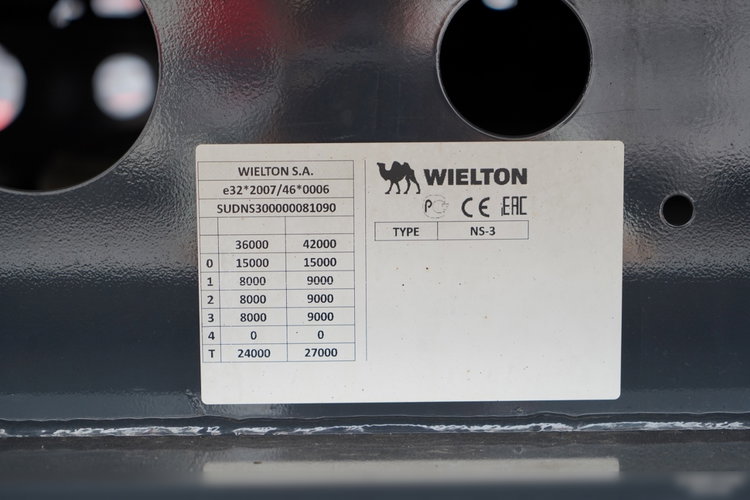 WIELTON S.A.
e32*2007/46*0006
SUDNS300000081090
36000 42000
0 15000 15000
1 8000 9000
2 8000 9000
3 8000 9000
4 0 0
T 24000 27000
WIELTON
CE EAC
TYPE NS-3